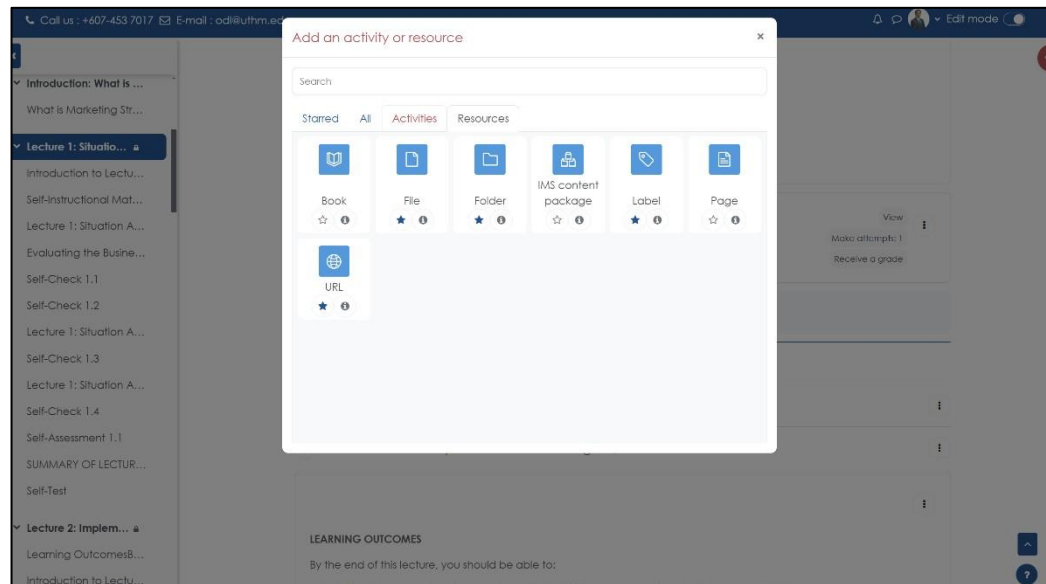 Call us : +607-453 7017 E-mail : odl@uthm.ed
Edit mode
Introduction: What is ...
What is Marketing Str...
Lecture 1: Situatio...
Introduction to Lectu...
Self-Instructional Mat...
Lecture 1: Situation A...
Evaluating the Busine...
Self-Check 1.1
Self-Check 1.2
Lecture 1: Situation A...
Self-Check 1.3
Lecture 1: Situation A...
Self-Check 1.4
Self-Assessment 1.1
SUMMARY OF LECTUR...
Self-Test
Lecture 2: Implem...
Learning OutcomesB...
Introduction to Lectu...
Add an activity or resource
×
Search
Starred All Activities Resources
Book
File
Folder
IMS content
package
Label
Page
URL
View
Make attempts: 1
Receive a grade
LEARNING OUTCOMES
By the end of this lecture, you should be able to: